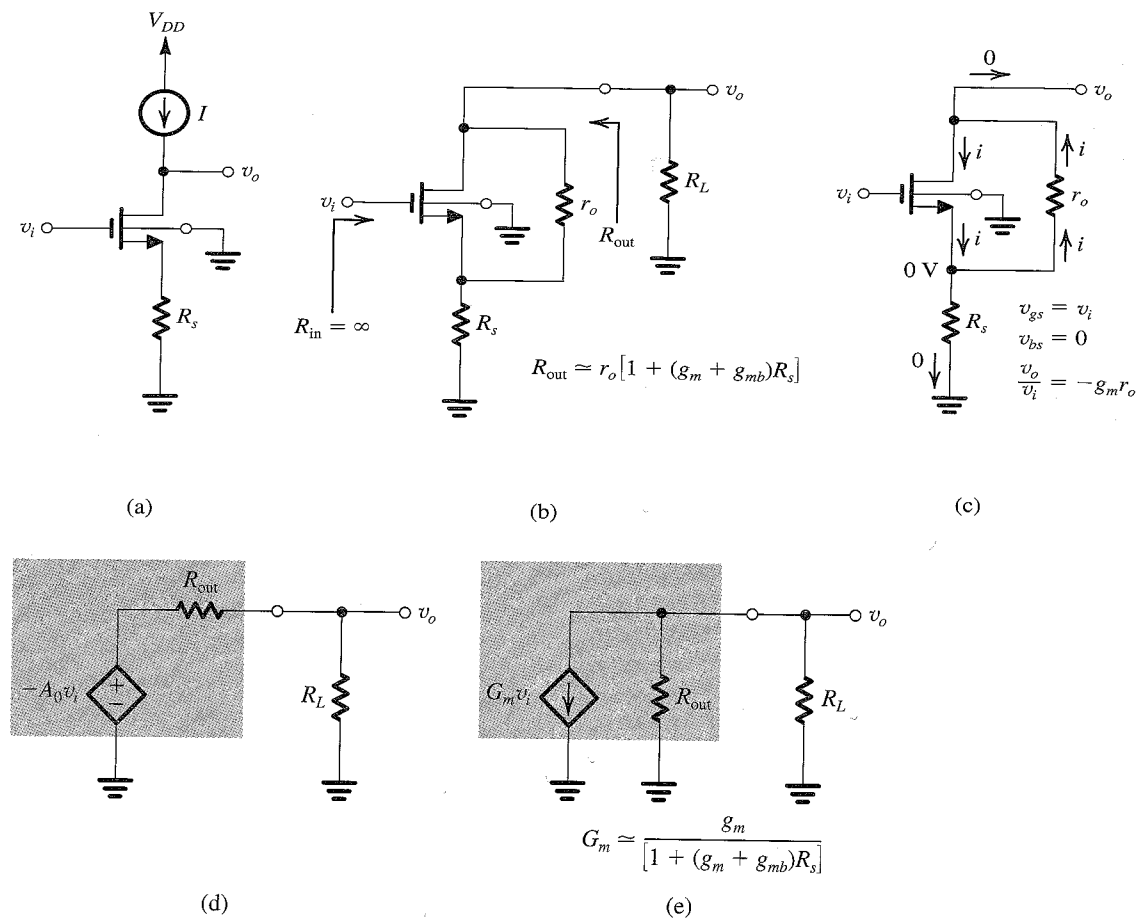 V_DD
I
v_o
v_i
R_s
(a)
v_o
R_L
r_o
R_out
v_i
R_in = ∞
R_s
R_out ≃ r_o[1 + (g_m + g_mb)R_s]
(b)
0
v_o
i
i
r_o
v_i
i
i
0 V
R_s
0
v_gs = v_i
v_bs = 0
v_o/v_i = −g_m r_o
(c)
R_out
v_o
−A_0 v_i
+
−
R_L
(d)
v_o
G_m v_i
R_out
R_L
G_m ≃ g_m/[1 + (g_m + g_mb)R_s]
(e)